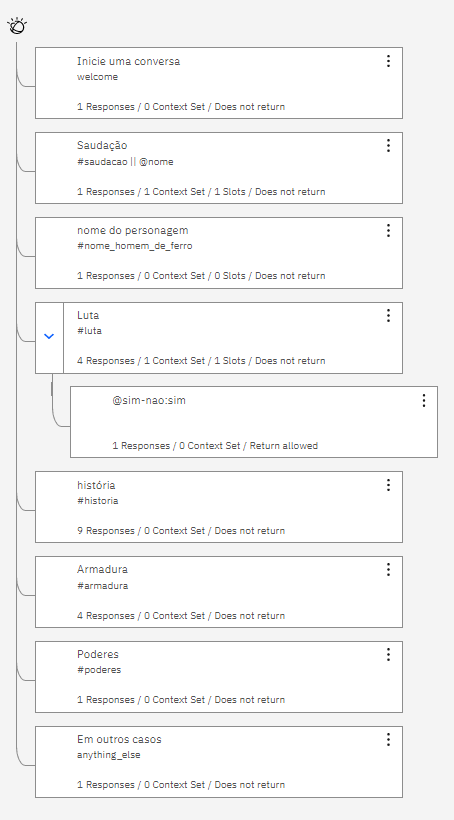 Inicie uma conversa
welcome
1 Responses / 0 Context Set / Does not return
Saudação
#saudacao || @nome
1 Responses / 1 Context Set / 1 Slots / Does not return
nome do personagem
#nome_homem_de_ferro
1 Responses / 0 Context Set / 0 Slots / Does not return
Luta
#luta
4 Responses / 1 Context Set / 1 Slots / Does not return
@sim-nao:sim
1 Responses / 0 Context Set / Return allowed
história
#historia
9 Responses / 0 Context Set / Does not return
Armadura
#armadura
4 Responses / 0 Context Set / Does not return
Poderes
#poderes
1 Responses / 0 Context Set / Does not return
Em outros casos
anything_else
1 Responses / 0 Context Set / Does not return